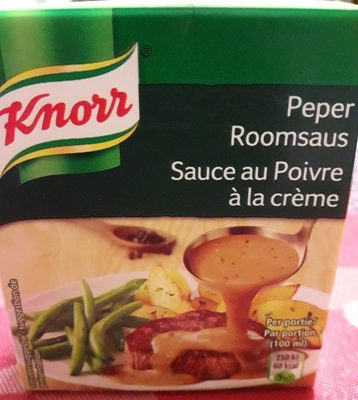 Knorr
®
Peper
Roomsaus
Sauce au Poivre
à la crème
Per portie/
Par portion
(100 ml):
250 kJ
60 kcal